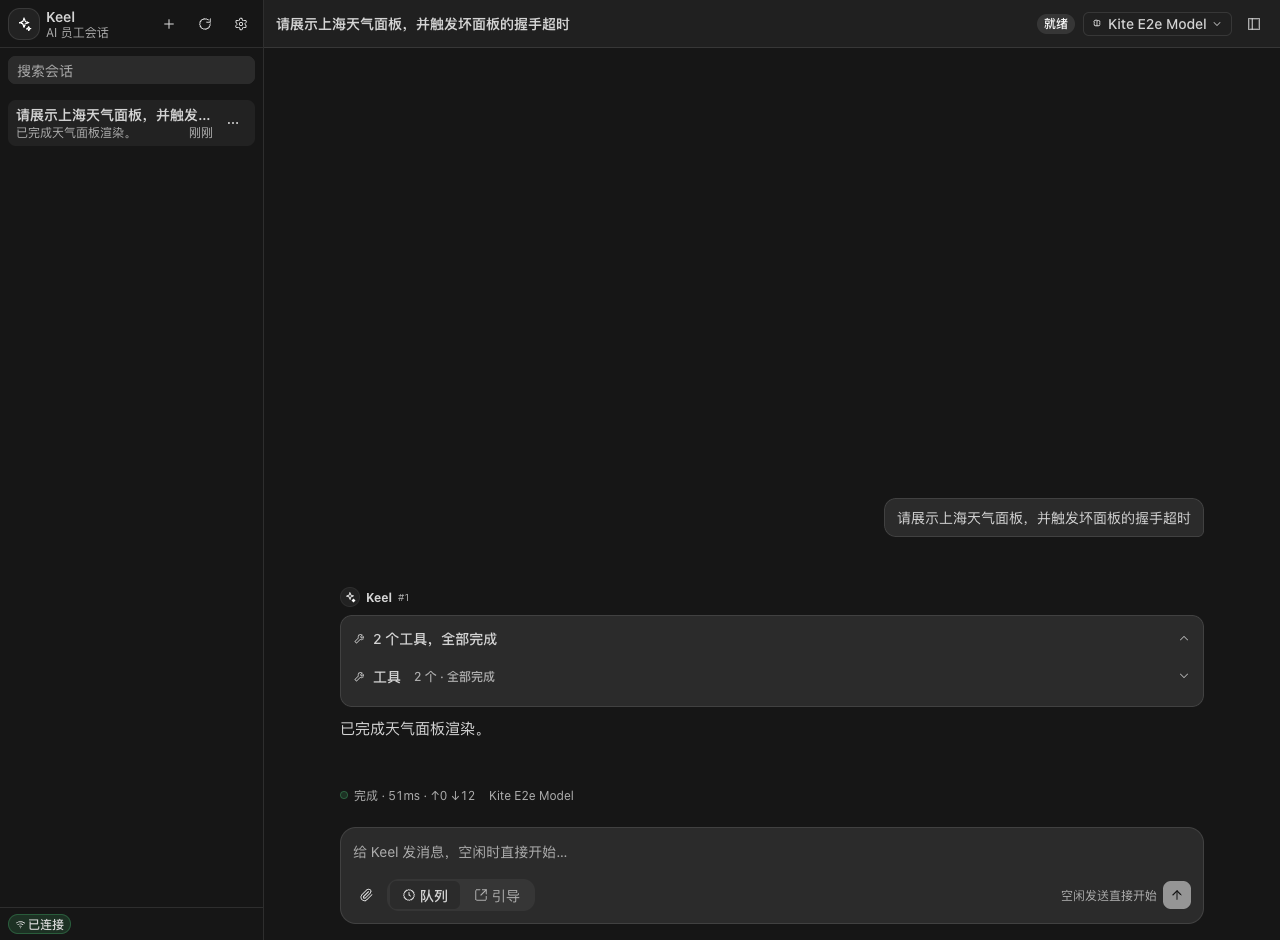 Keel
AI 员工会话
搜索会话
请展示上海天气面板，并触发...
已完成天气面板渲染。 刚刚
已连接
请展示上海天气面板，并触发坏面板的握手超时
就绪
Kite E2e Model
请展示上海天气面板，并触发坏面板的握手超时
Keel #1
2 个工具，全部完成
工具 2 个 · 全部完成
已完成天气面板渲染。
完成 · 51ms · ↑0 ↓12 Kite E2e Model
给 Keel 发消息，空闲时直接开始...
队列 引导 空闲发送直接开始